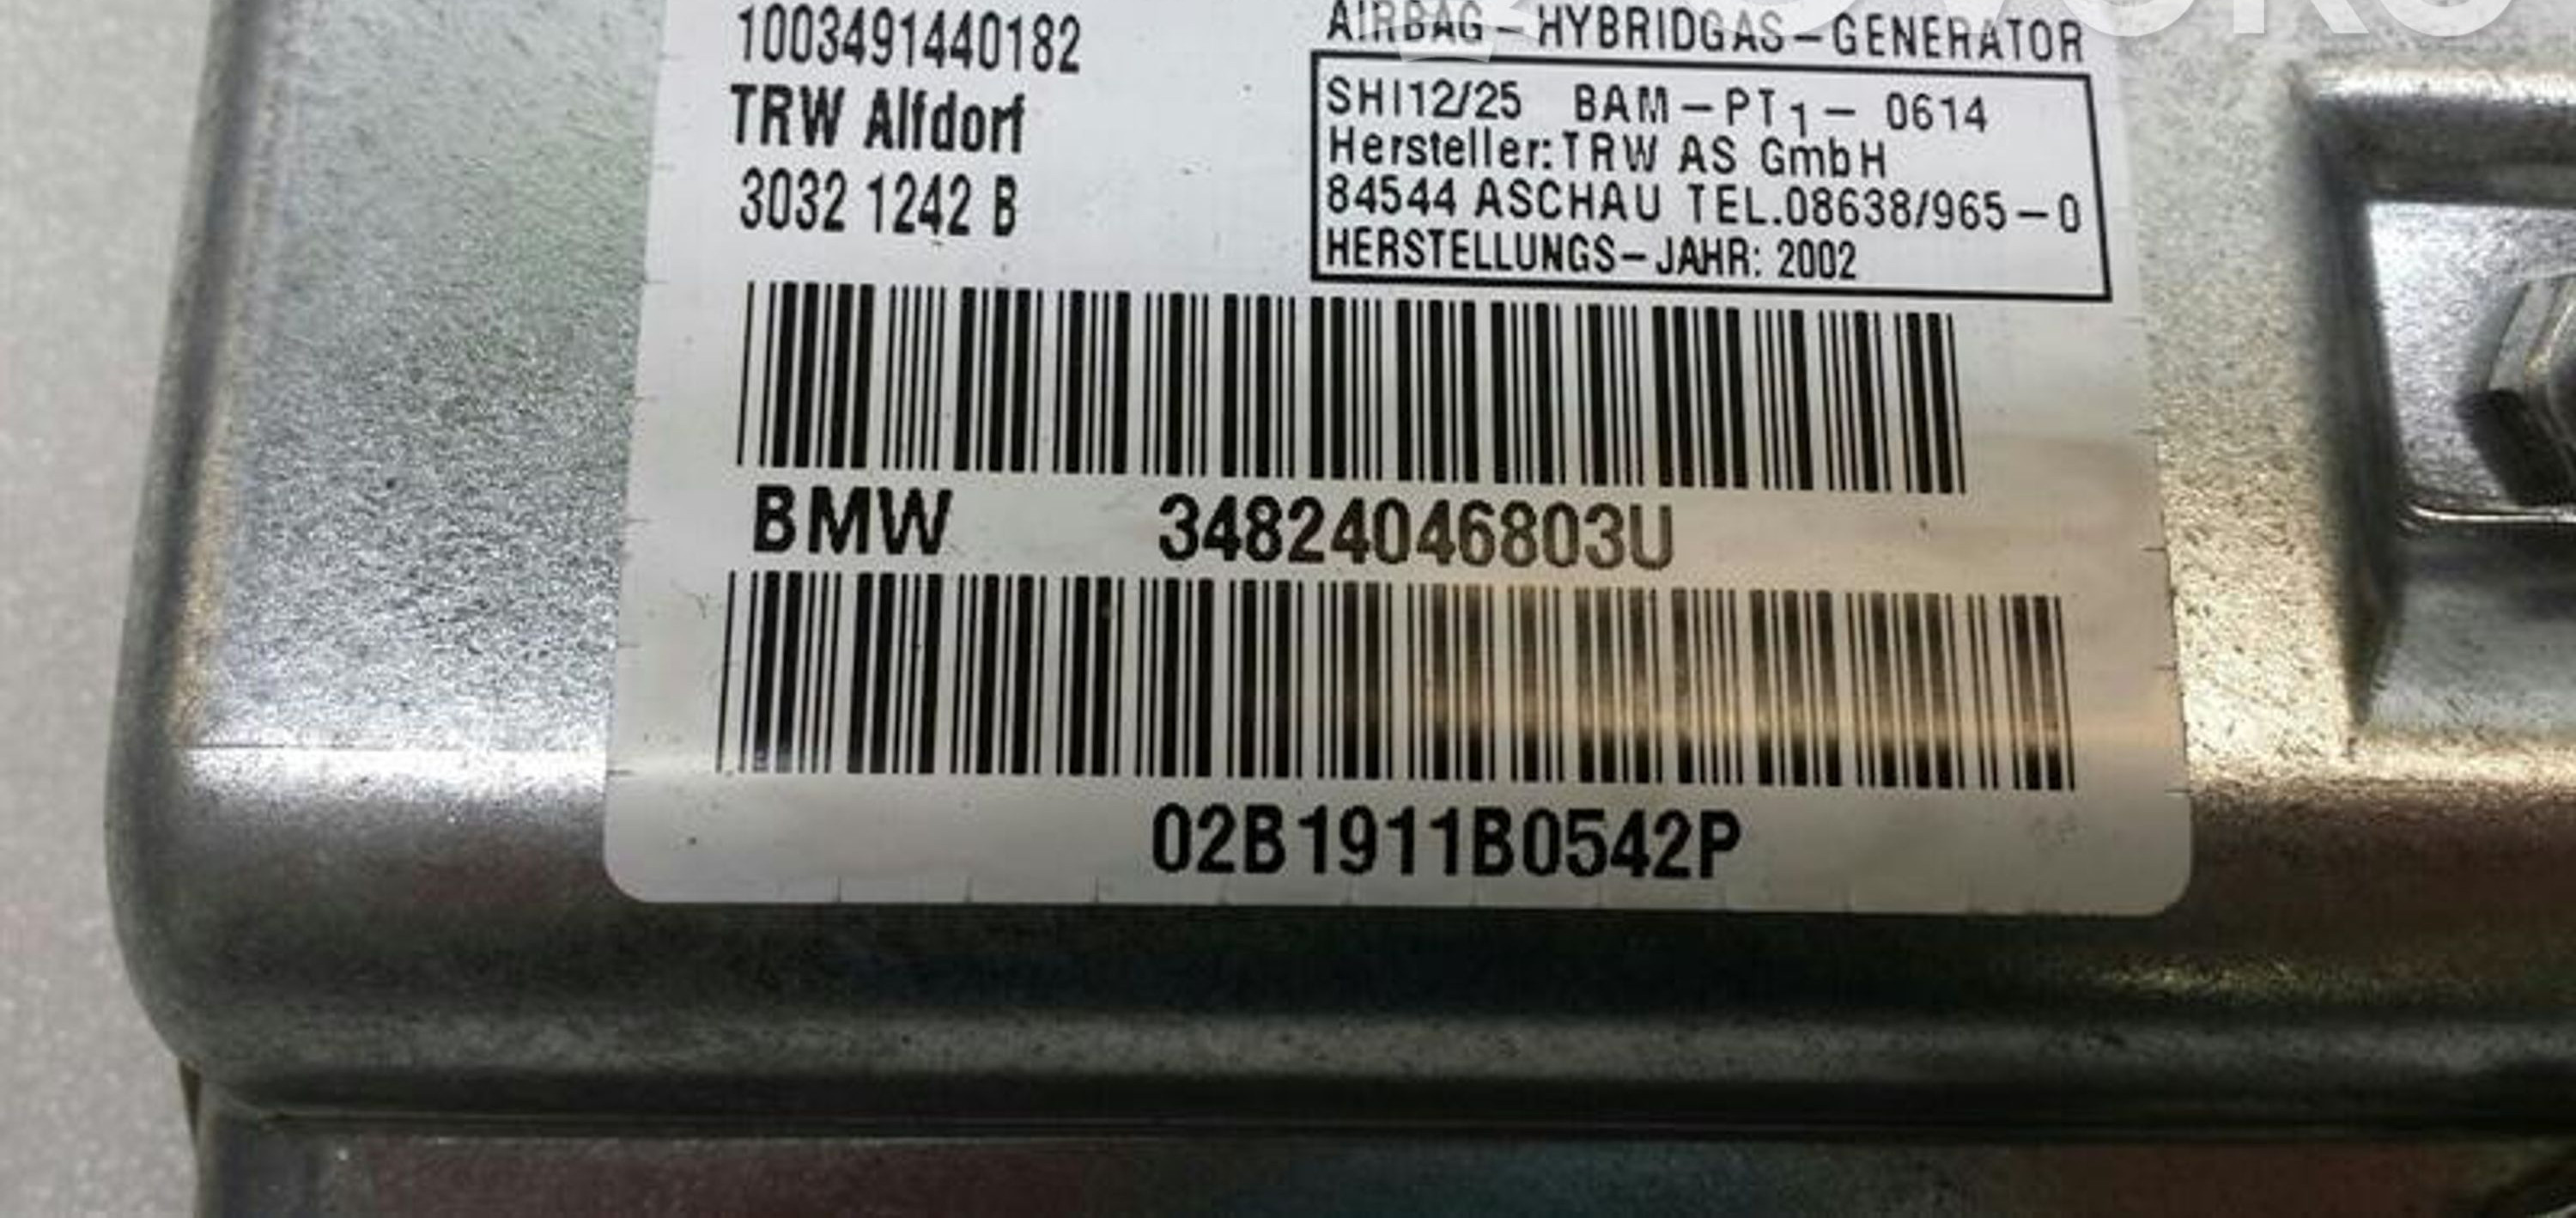 1003491440182
TRW Alfdorf
3032 1242 B
AIRBAG-HYBRIDGAS-GENERATOR
SHI12/25 BAM-PT1- 0614
Hersteller:TRW AS GmbH
84544 ASCHAU TEL.08638/965-0
HERSTELLUNGS-JAHR: 2002
BMW 34824046803U
02B1911B0542P